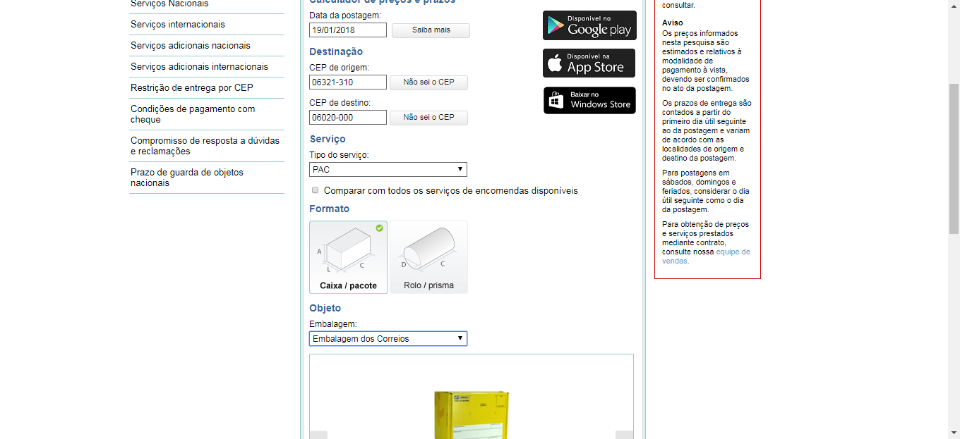 Serviços Nacionais
Serviços internacionais
Serviços adicionais nacionais
Serviços adicionais internacionais
Restrição de entrega por CEP
Condições de pagamento com
cheque
Compromisso de resposta a dúvidas
e reclamações
Prazo de guarda de objetos
nacionais
Calculador de preços e prazos
Data da postagem:
19/01/2018
Saiba mais
Destinação
CEP de origem:
06321-310
Não sei o CEP
CEP de destino:
06020-000
Não sei o CEP
Serviço
Tipo do serviço:
PAC
Comparar com todos os serviços de encomendas disponíveis
Formato
A
L
C
Caixa / pacote
D
C
Rolo / prisma
Objeto
Embalagem:
Embalagem dos Correios
Disponível no
Google play
Disponível na
App Store
Baixar no
Windows Store
consultar.
Aviso
Os preços informados
nesta pesquisa são
estimados e relativos à
modalidade de
pagamento à vista,
devendo ser confirmados
no ato da postagem.
Os prazos de entrega são
contados a partir do
primeiro dia útil seguinte
ao da postagem e variam
de acordo com as
localidades de origem e
destino da postagem.
Para postagens em
sábados, domingos e
feriados, considerar o dia
útil seguinte como o dia
da postagem.
Para obtenção de preços
e serviços prestados
mediante contrato,
consulte nossa equipe de
vendas.